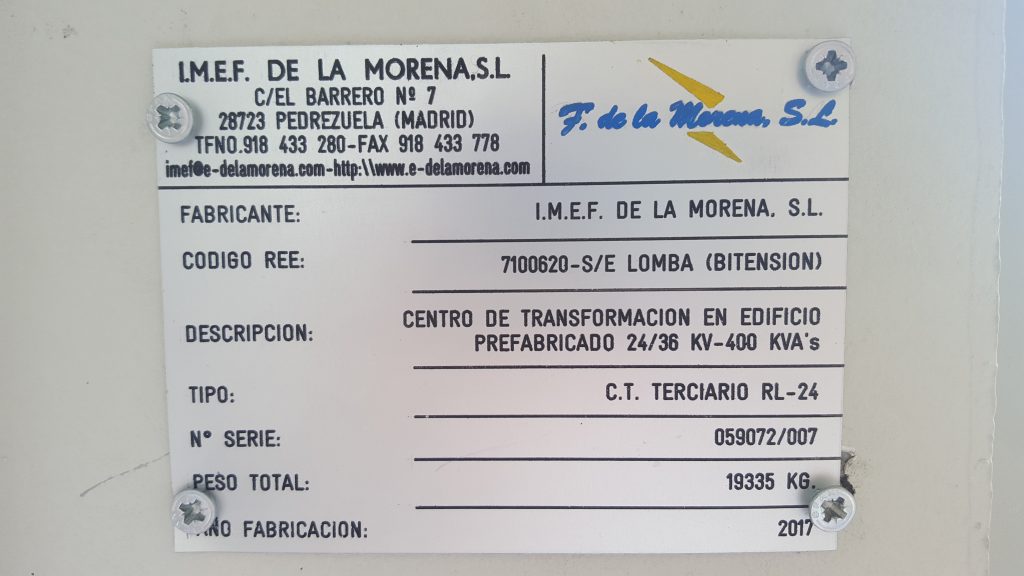 I.M.E.F. DE LA MORENA,S.L.
C/EL BARRERO Nº 7
28723 PEDREZUELA (MADRID)
TFNO.918 433 280-FAX 918 433 778
imef@e-delamorena.com-http:\\www.e-delamorena.com
F. de la Morena, S.L.
FABRICANTE: I.M.E.F. DE LA MORENA, S.L.
CODIGO REE: 7100620-S/E LOMBA (BITENSION)
DESCRIPCION: CENTRO DE TRANSFORMACION EN EDIFICIO
PREFABRICADO 24/36 KV-400 KVA's
TIPO: C.T. TERCIARIO RL-24
Nº SERIE: 059072/007
PESO TOTAL: 19335 KG.
AÑO FABRICACION: 2017